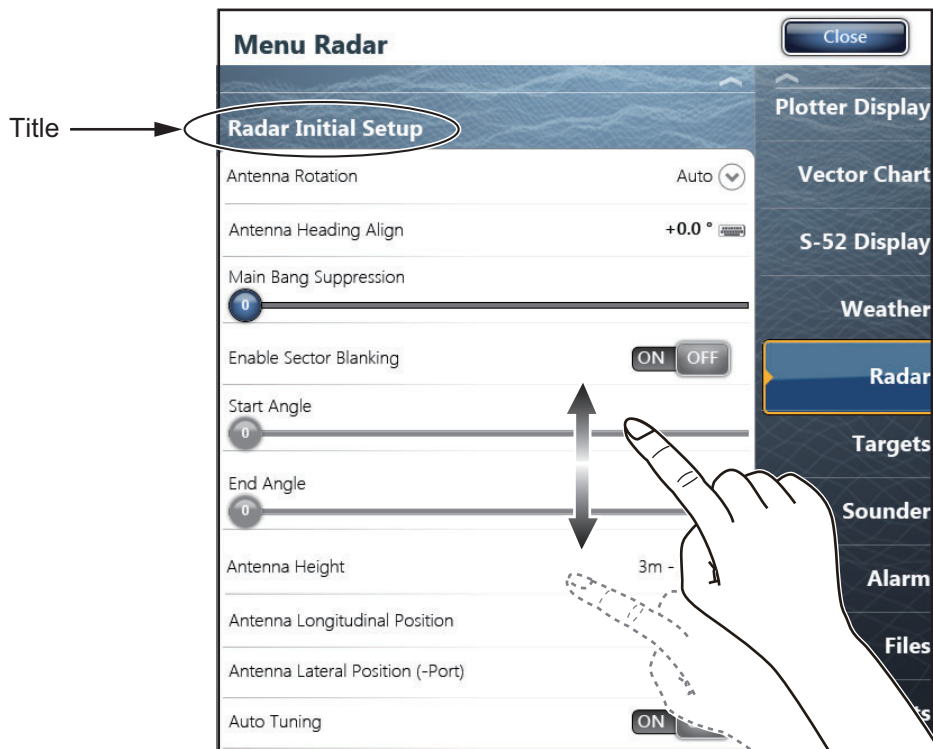 Menu Radar
Close
Title
Radar Initial Setup
Antenna Rotation Auto
Antenna Heading Align +0.0 °
Main Bang Suppression
0
Enable Sector Blanking ON OFF
Start Angle
0
End Angle
0
Antenna Height 3m -
Antenna Longitudinal Position
Antenna Lateral Position (-Port)
Auto Tuning ON
Plotter Display
Vector Chart
S-52 Display
Weather
Radar
Targets
Sounder
Alarm
Files